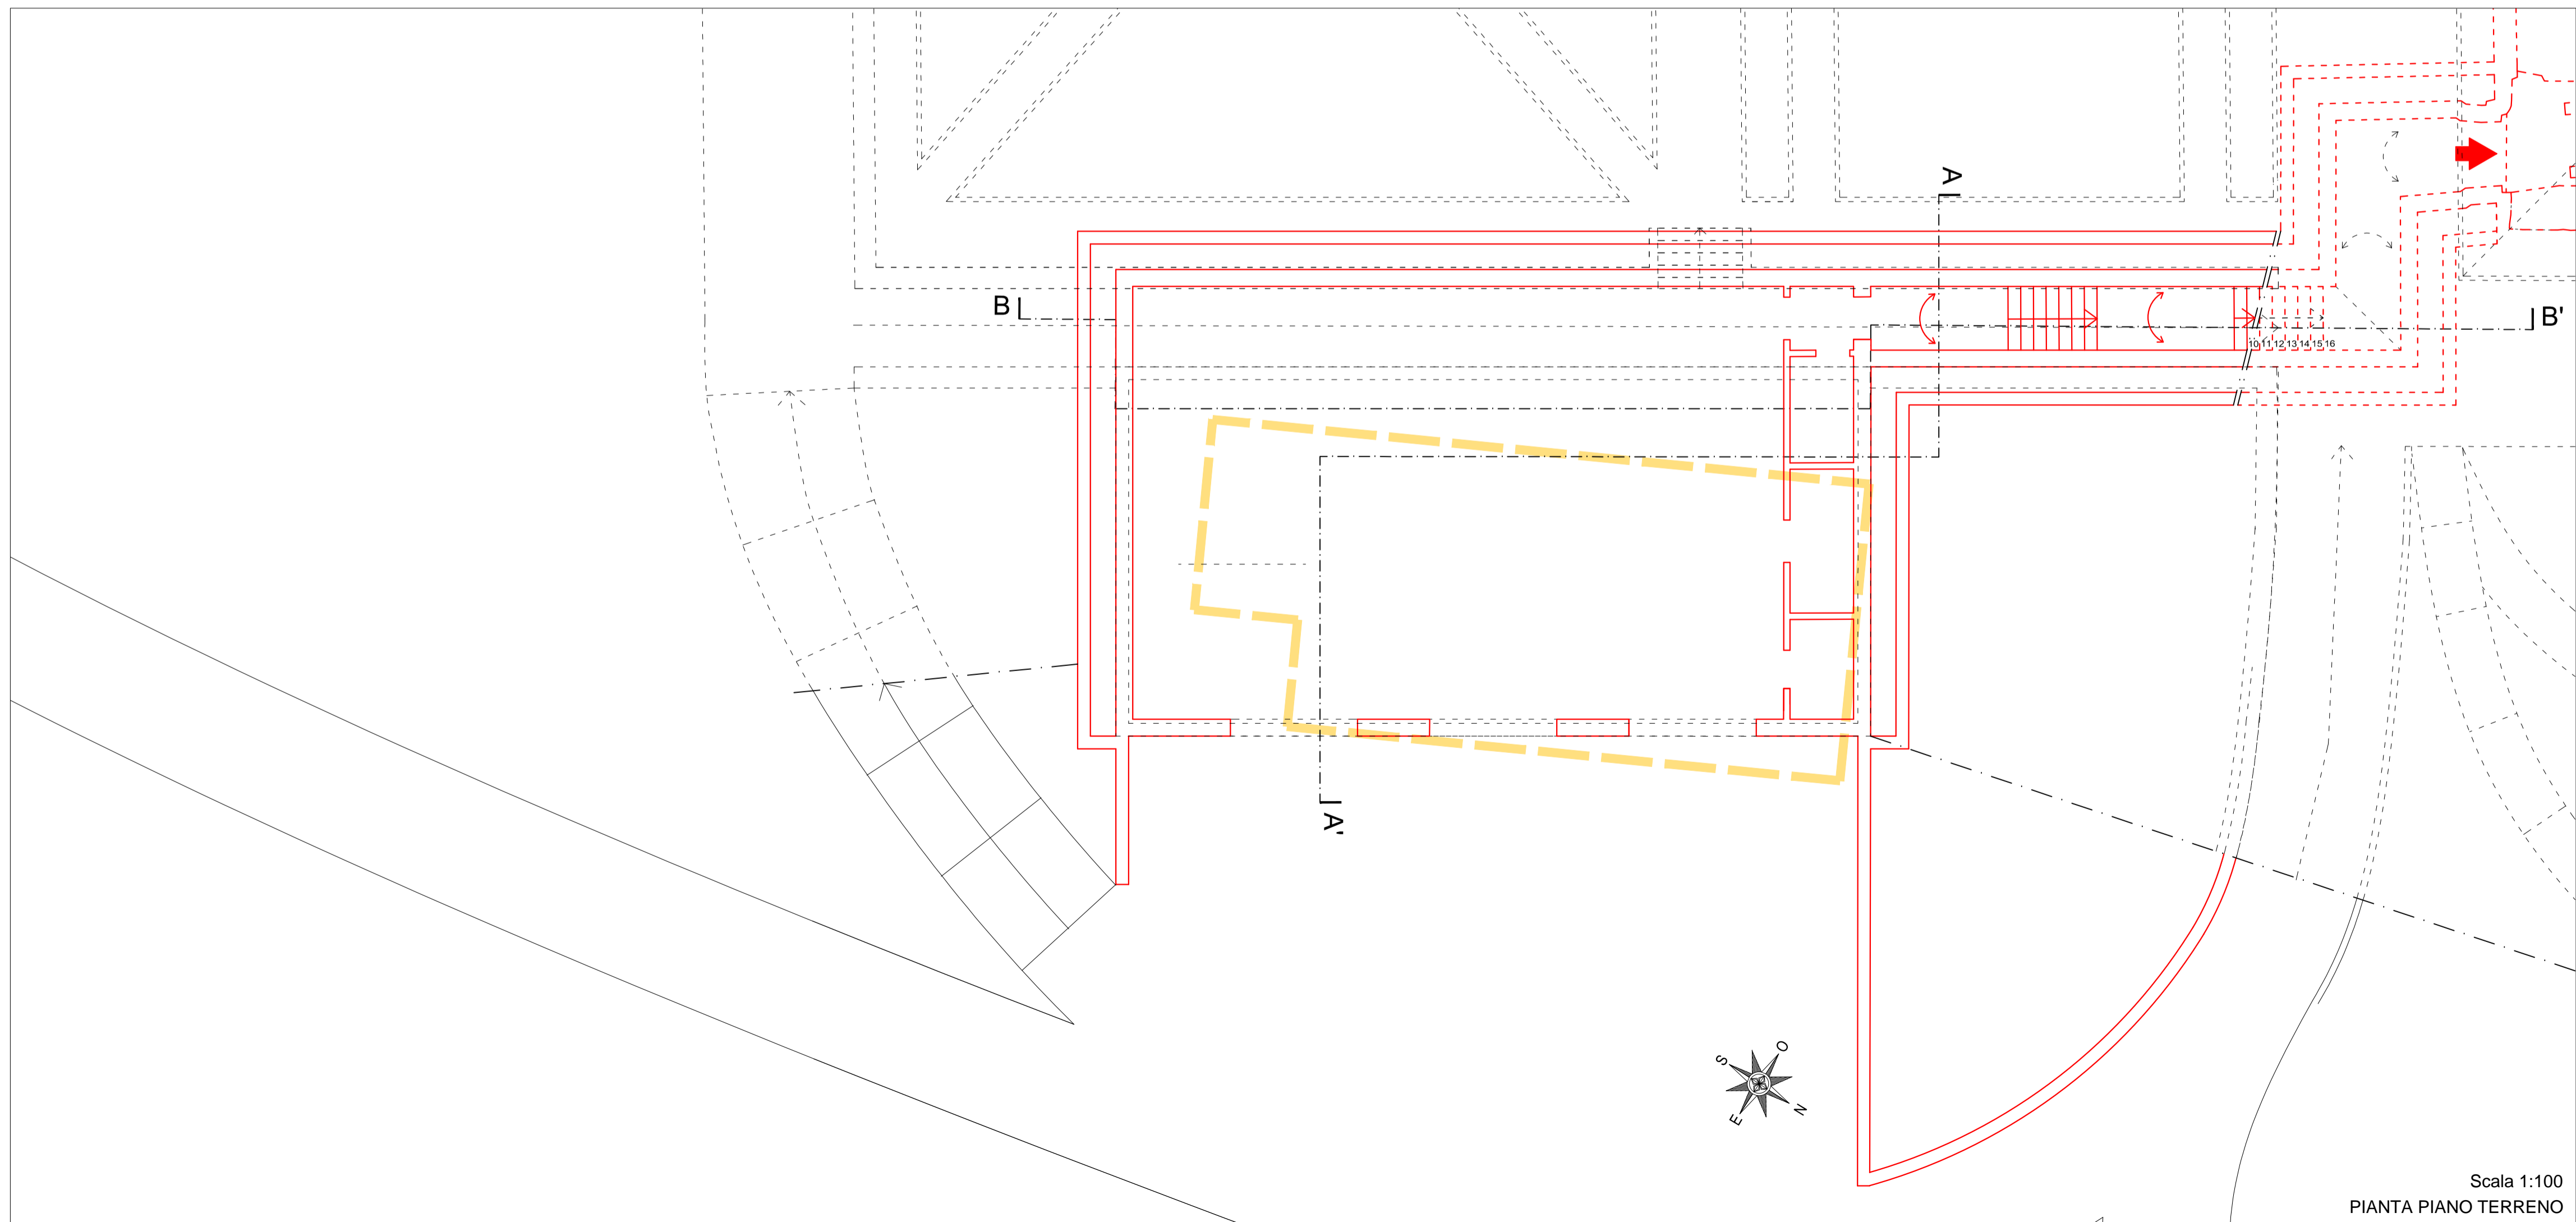 A
B
B'
10 11 12 13 14 15 16
A'
S
O
E
N
Scala 1:100
PIANTA PIANO TERRENO